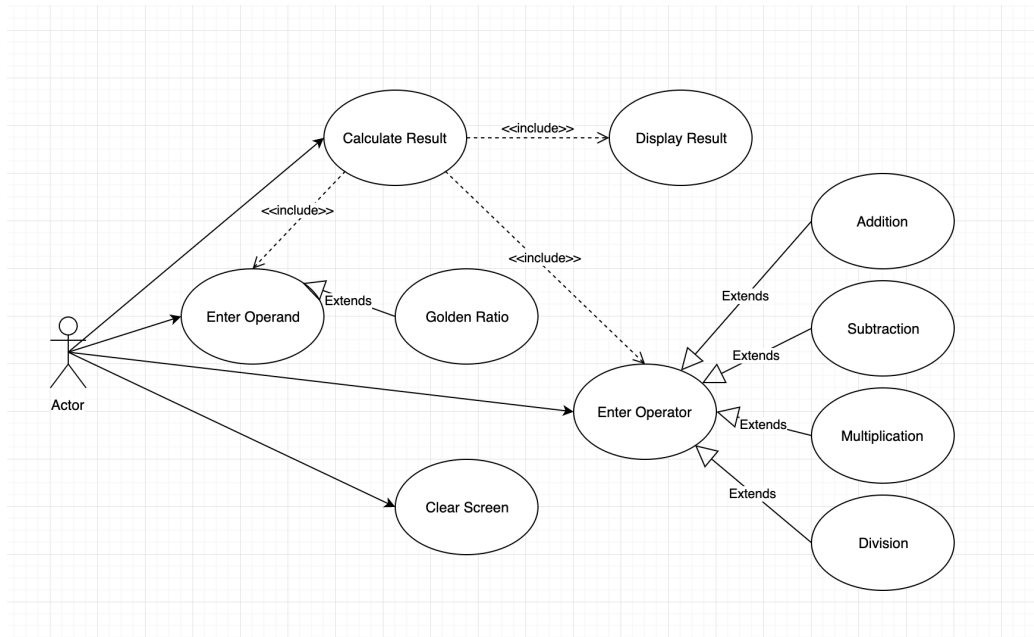 Calculate Result
<<include>>
Display Result
<<include>>
Addition
<<include>>
Extends
Extends
Enter Operand
Golden Ratio
Subtraction
Extends
Actor
Enter Operator
Extends
Multiplication
Extends
Clear Screen
Division